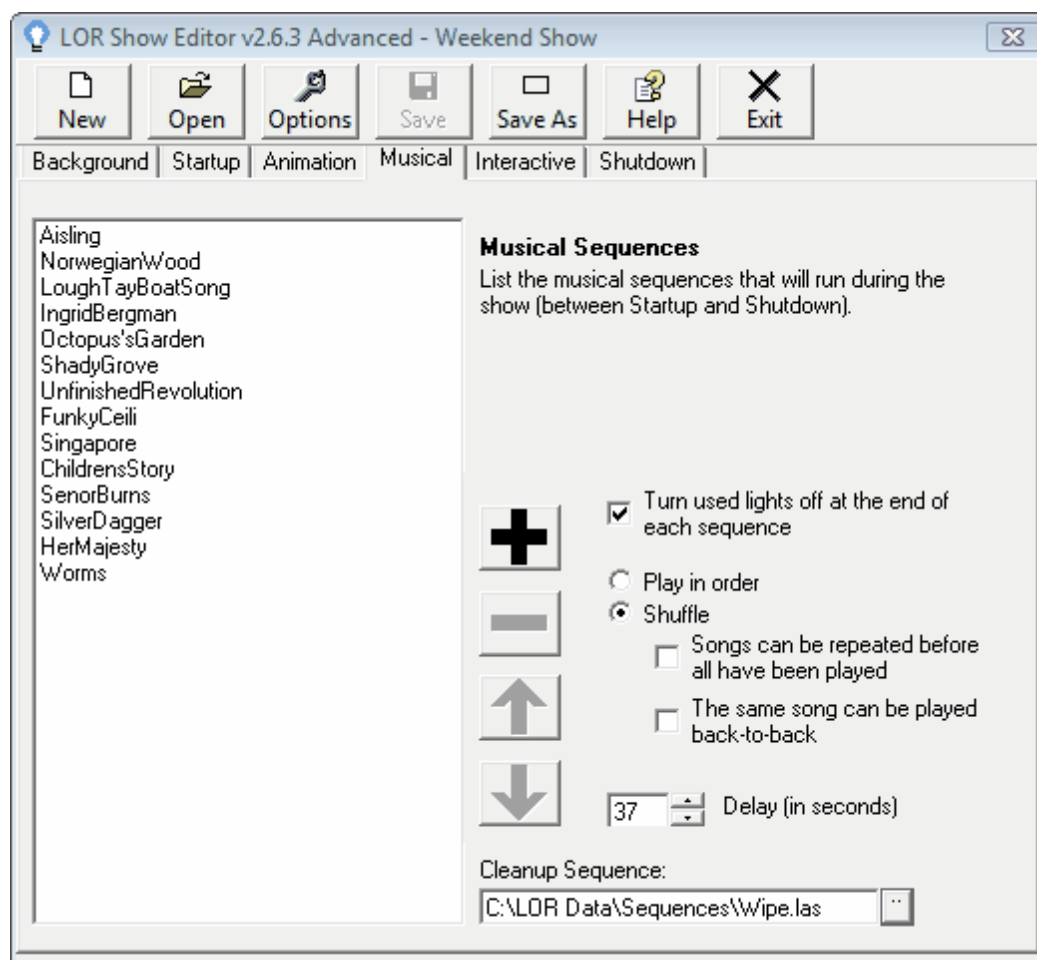 LOR Show Editor v2.6.3 Advanced - Weekend Show
New Open Options Save Save As Help Exit
Background Startup Animation Musical Interactive Shutdown
Aisling
NorwegianWood
LoughTayBoatSong
IngridBergman
Octopus'sGarden
ShadyGrove
UnfinishedRevolution
FunkyCeili
Singapore
ChildrensStory
SenorBurns
SilverDagger
HerMajesty
Worms
Musical Sequences
List the musical sequences that will run during the
show (between Startup and Shutdown).
Turn used lights off at the end of
each sequence
Play in order
Shuffle
Songs can be repeated before
all have been played
The same song can be played
back-to-back
37 Delay (in seconds)
Cleanup Sequence:
C:\LOR Data\Sequences\Wipe.las ..